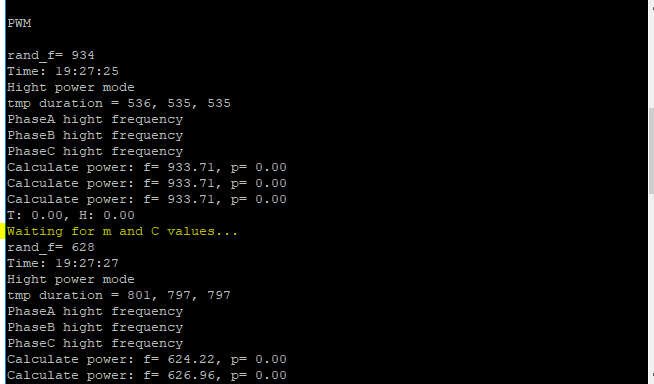 PWM
rand_f= 934
Time: 19:27:25
Hight power mode
tmp duration = 536, 535, 535
PhaseA hight frequency
PhaseB hight frequency
PhaseC hight frequency
Calculate power: f= 933.71, p= 0.00
Calculate power: f= 933.71, p= 0.00
Calculate power: f= 933.71, p= 0.00
T: 0.00, H: 0.00
Waiting for m and C values...
rand_f= 628
Time: 19:27:27
Hight power mode
tmp duration = 801, 797, 797
PhaseA hight frequency
PhaseB hight frequency
PhaseC hight frequency
Calculate power: f= 624.22, p= 0.00
Calculate power: f= 626.96, p= 0.00